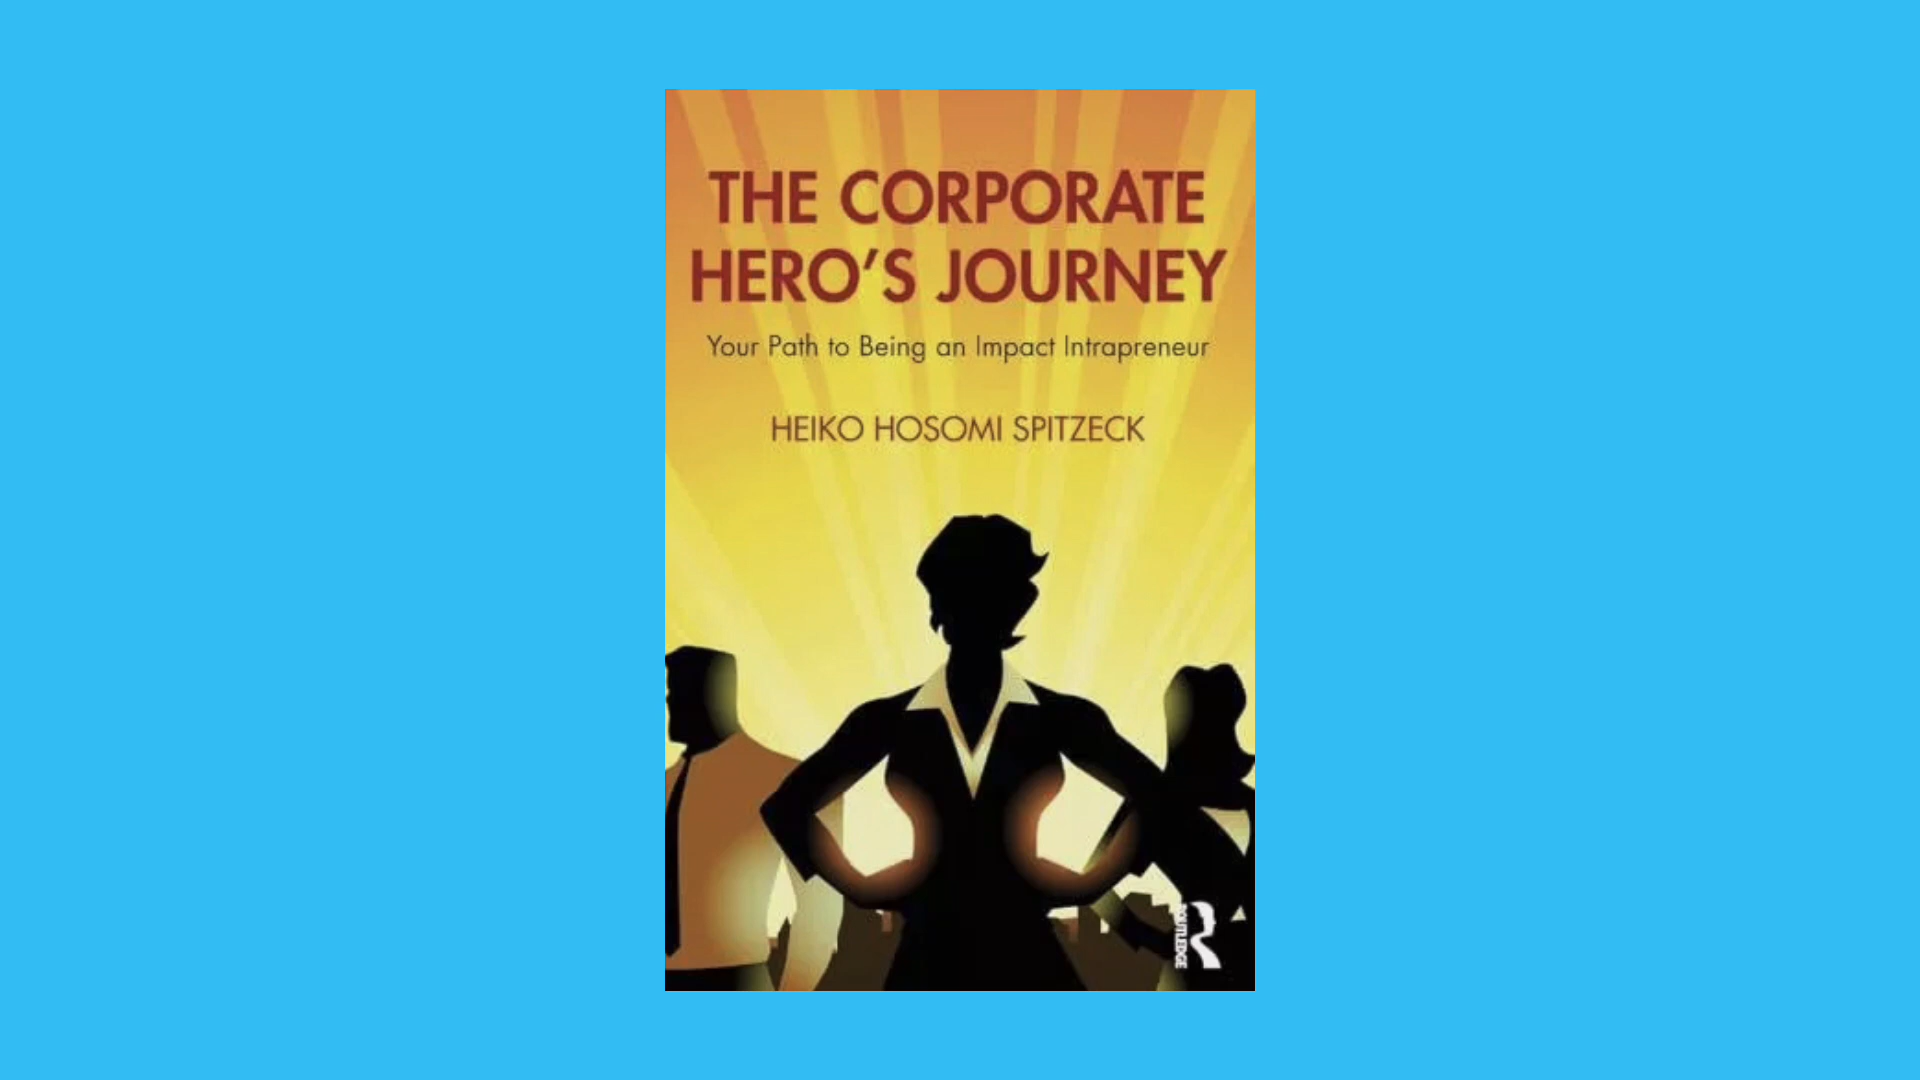 THE CORPORATE
HERO'S JOURNEY
Your Path to Being an Impact Intrapreneur
HEIKO HOSOMI SPITZECK
ROUTLEDGE